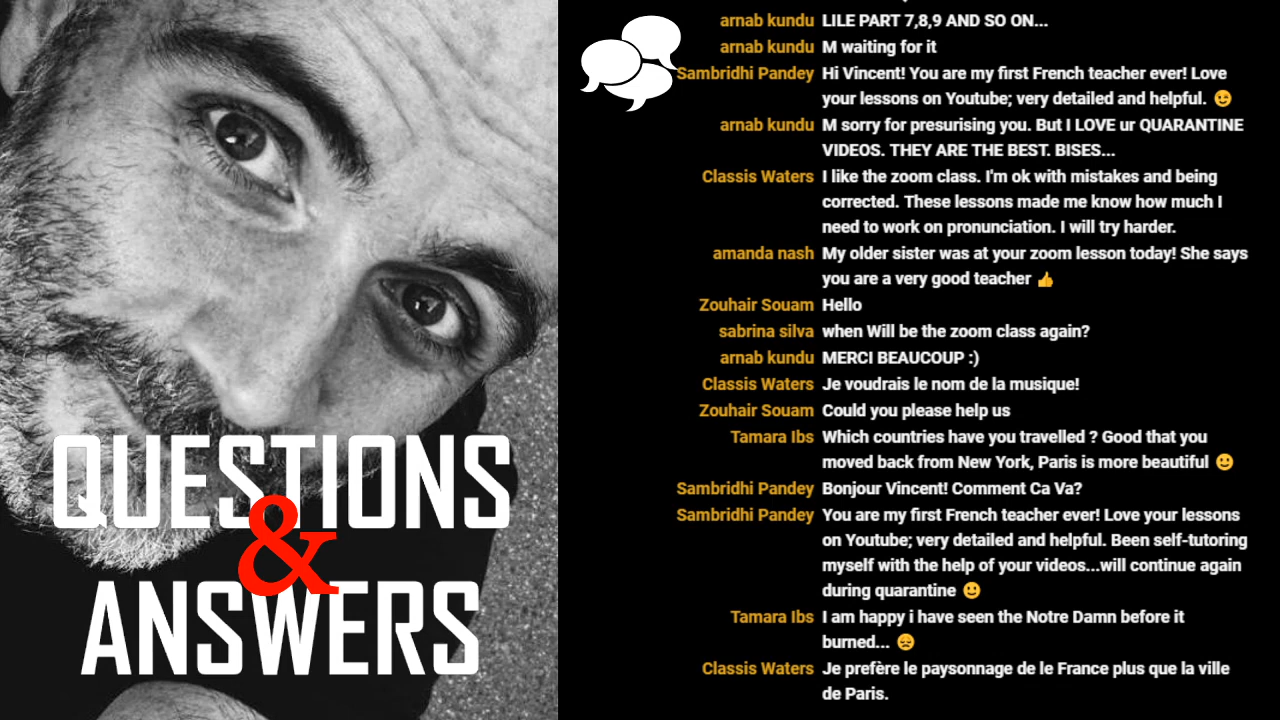 QUESTIONS
&
ANSWERS
arnab kundu LILE PART 7,8,9 AND SO ON...
arnab kundu M waiting for it
Sambridhi Pandey Hi Vincent! You are my first French teacher ever! Love
your lessons on Youtube; very detailed and helpful. 😉
arnab kundu M sorry for presurising you. But I LOVE ur QUARANTINE
VIDEOS. THEY ARE THE BEST. BISES...
Classis Waters I like the zoom class. I'm ok with mistakes and being
corrected. These lessons made me know how much I
need to work on pronunciation. I will try harder.
amanda nash My older sister was at your zoom lesson today! She says
you are a very good teacher 👍
Zouhair Souam Hello
sabrina silva when Will be the zoom class again?
arnab kundu MERCI BEAUCOUP :)
Classis Waters Je voudrais le nom de la musique!
Zouhair Souam Could you please help us
Tamara Ibs Which countries have you travelled ? Good that you
moved back from New York, Paris is more beautiful 🙂
Sambridhi Pandey Bonjour Vincent! Comment Ca Va?
Sambridhi Pandey You are my first French teacher ever! Love your lessons
on Youtube; very detailed and helpful. Been self-tutoring
myself with the help of your videos...will continue again
during quarantine 🙂
Tamara Ibs I am happy i have seen the Notre Damn before it
burned... 😞
Classis Waters Je prefère le paysonnage de le France plus que la ville
de Paris.